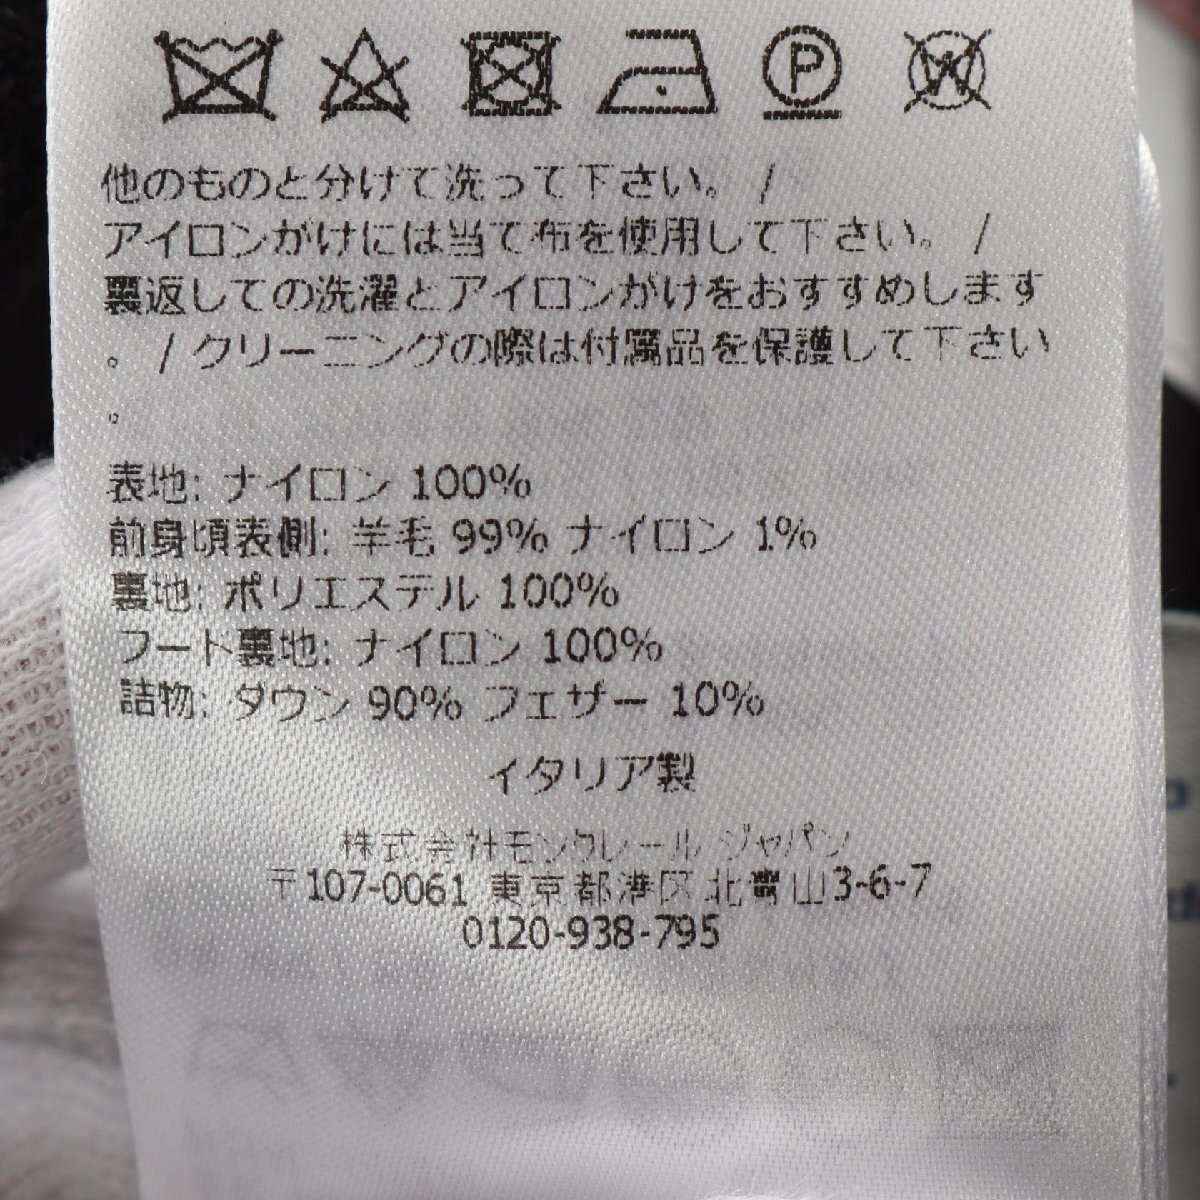 P W
他のものと分けて洗って下さい。 /
アイロンがけには当て布を使用して下さい。 /
裏返しての洗濯とアイロンがけをおすすめします
。 / クリーニングの際は付属品を保護して下さい
。
表地: ナイロン 100%
前身頃表側: 羊毛 99% ナイロン 1%
裏地: ポリエステル 100%
フード裏地: ナイロン 100%
詰物: ダウン 90% フェザー 10%
イタリア製
株式会社モンクレール ジャパン
〒107-0061 東京都港区北青山3-6-7
0120-938-795